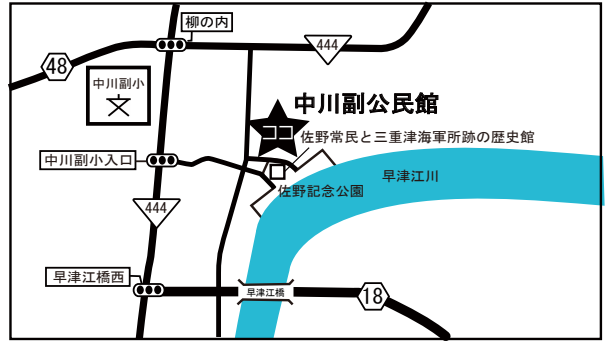 柳の内
444
48
中川副小
文
中川副公民館
佐野常民と三重津海軍所跡の歴史館
中川副小入口
早津江川
佐野記念公園
444
早津江橋西
早津江橋
18